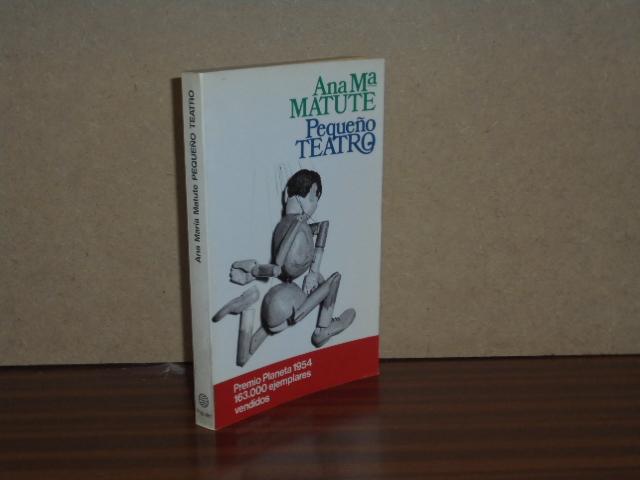 Ana Mª
MATUTE
Pequeño
TEATRO
Premio Planeta 1954
163.000 ejemplares
vendidos
Ana María Matute PEQUEÑO TEATRO